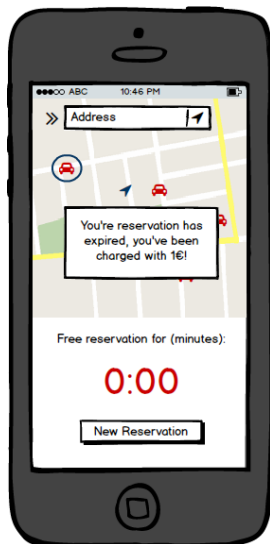 ABC 10:46 PM
Address
You're reservation has
expired, you've been
charged with 1€!
Free reservation for (minutes):
0:00
New Reservation